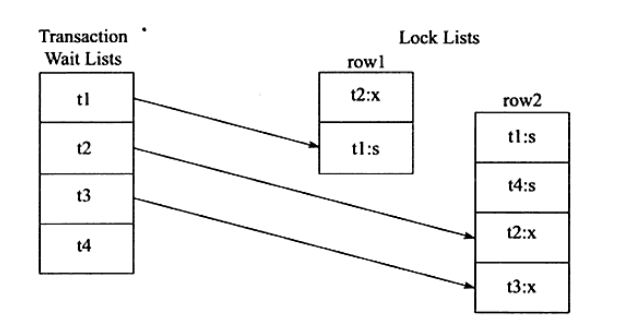 Transaction
Wait Lists
Lock Lists
row1
row2
t1
t2
t3
t4
t2:x
t1:s
t1:s
t4:s
t2:x
t3:x